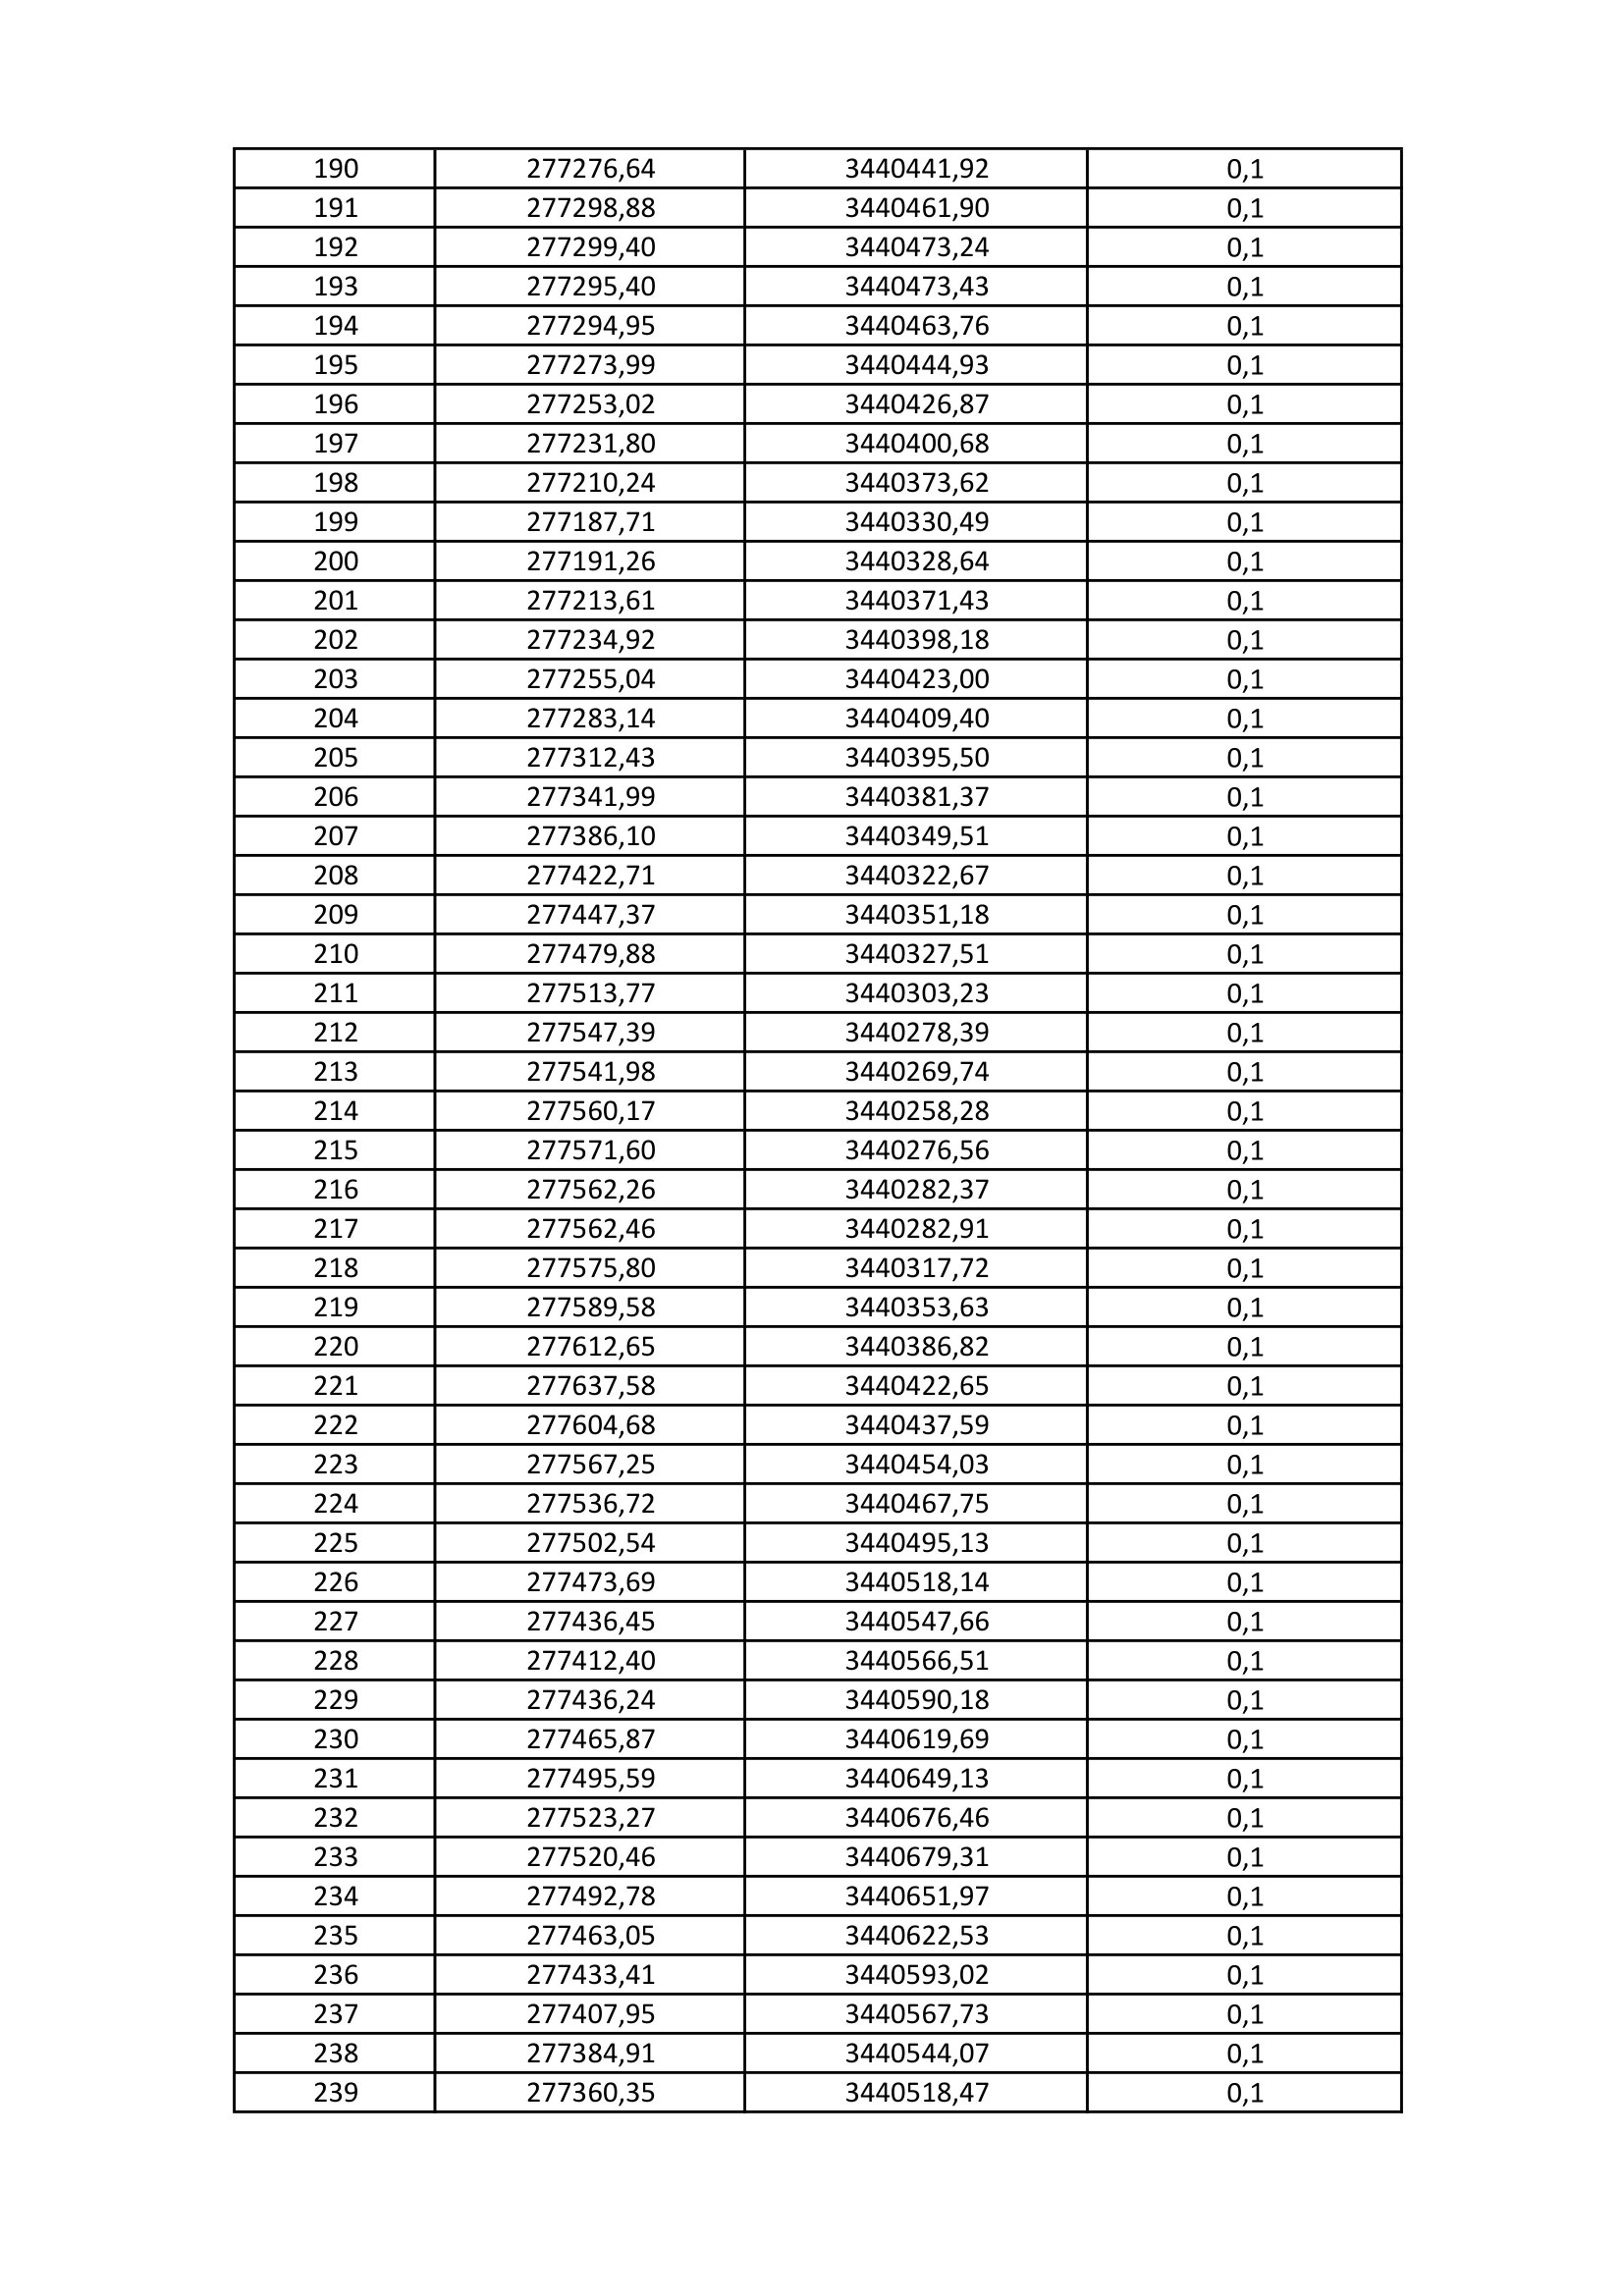 190 277276,64 3440441,92 0,1
191 277298,88 3440461,90 0,1
192 277299,40 3440473,24 0,1
193 277295,40 3440473,43 0,1
194 277294,95 3440463,76 0,1
195 277273,99 3440444,93 0,1
196 277253,02 3440426,87 0,1
197 277231,80 3440400,68 0,1
198 277210,24 3440373,62 0,1
199 277187,71 3440330,49 0,1
200 277191,26 3440328,64 0,1
201 277213,61 3440371,43 0,1
202 277234,92 3440398,18 0,1
203 277255,04 3440423,00 0,1
204 277283,14 3440409,40 0,1
205 277312,43 3440395,50 0,1
206 277341,99 3440381,37 0,1
207 277386,10 3440349,51 0,1
208 277422,71 3440322,67 0,1
209 277447,37 3440351,18 0,1
210 277479,88 3440327,51 0,1
211 277513,77 3440303,23 0,1
212 277547,39 3440278,39 0,1
213 277541,98 3440269,74 0,1
214 277560,17 3440258,28 0,1
215 277571,60 3440276,56 0,1
216 277562,26 3440282,37 0,1
217 277562,46 3440282,91 0,1
218 277575,80 3440317,72 0,1
219 277589,58 3440353,63 0,1
220 277612,65 3440386,82 0,1
221 277637,58 3440422,65 0,1
222 277604,68 3440437,59 0,1
223 277567,25 3440454,03 0,1
224 277536,72 3440467,75 0,1
225 277502,54 3440495,13 0,1
226 277473,69 3440518,14 0,1
227 277436,45 3440547,66 0,1
228 277412,40 3440566,51 0,1
229 277436,24 3440590,18 0,1
230 277465,87 3440619,69 0,1
231 277495,59 3440649,13 0,1
232 277523,27 3440676,46 0,1
233 277520,46 3440679,31 0,1
234 277492,78 3440651,97 0,1
235 277463,05 3440622,53 0,1
236 277433,41 3440593,02 0,1
237 277407,95 3440567,73 0,1
238 277384,91 3440544,07 0,1
239 277360,35 3440518,47 0,1